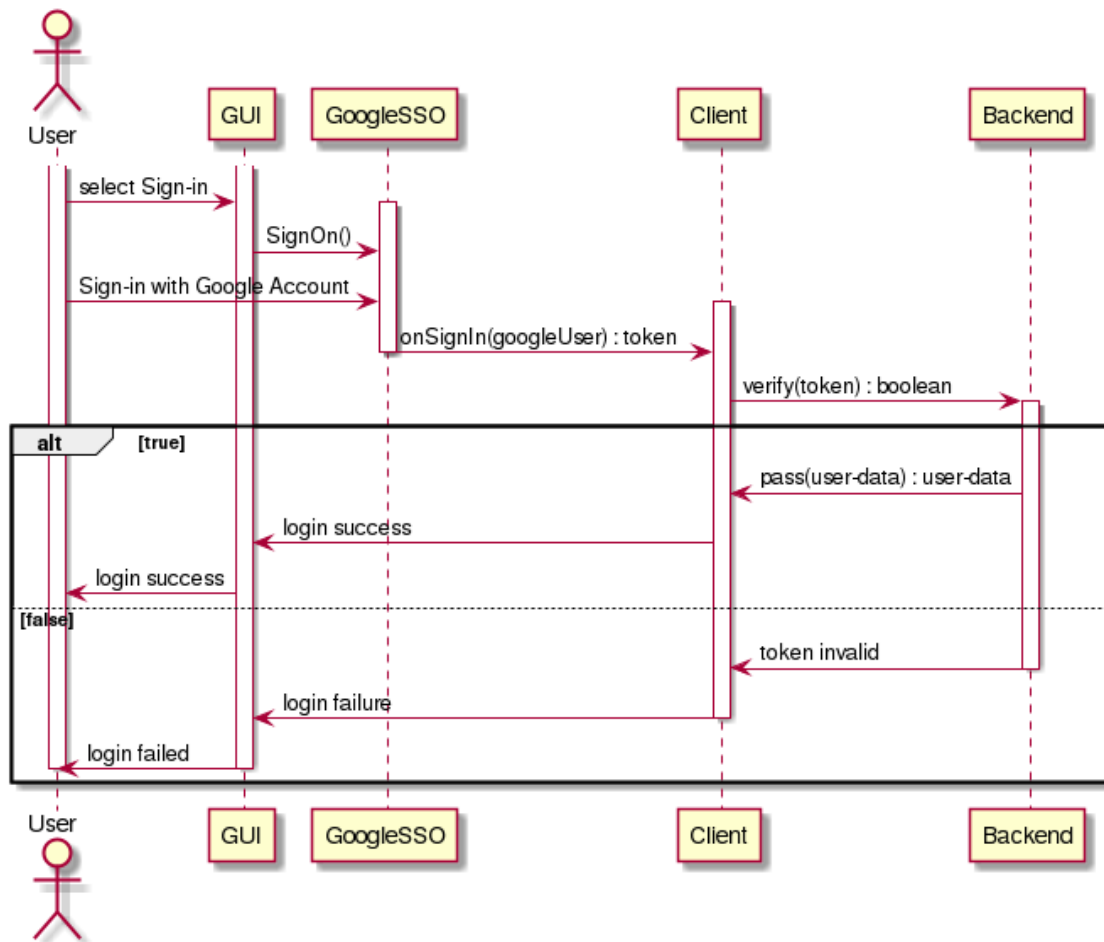 User
GUI
GoogleSSO
Client
Backend
select Sign-in
SignOn()
Sign-in with Google Account
onSignIn(googleUser) : token
verify(token) : boolean
alt
[true]
pass(user-data) : user-data
login success
login success
[false]
token invalid
login failure
login failed
User
GUI
GoogleSSO
Client
Backend